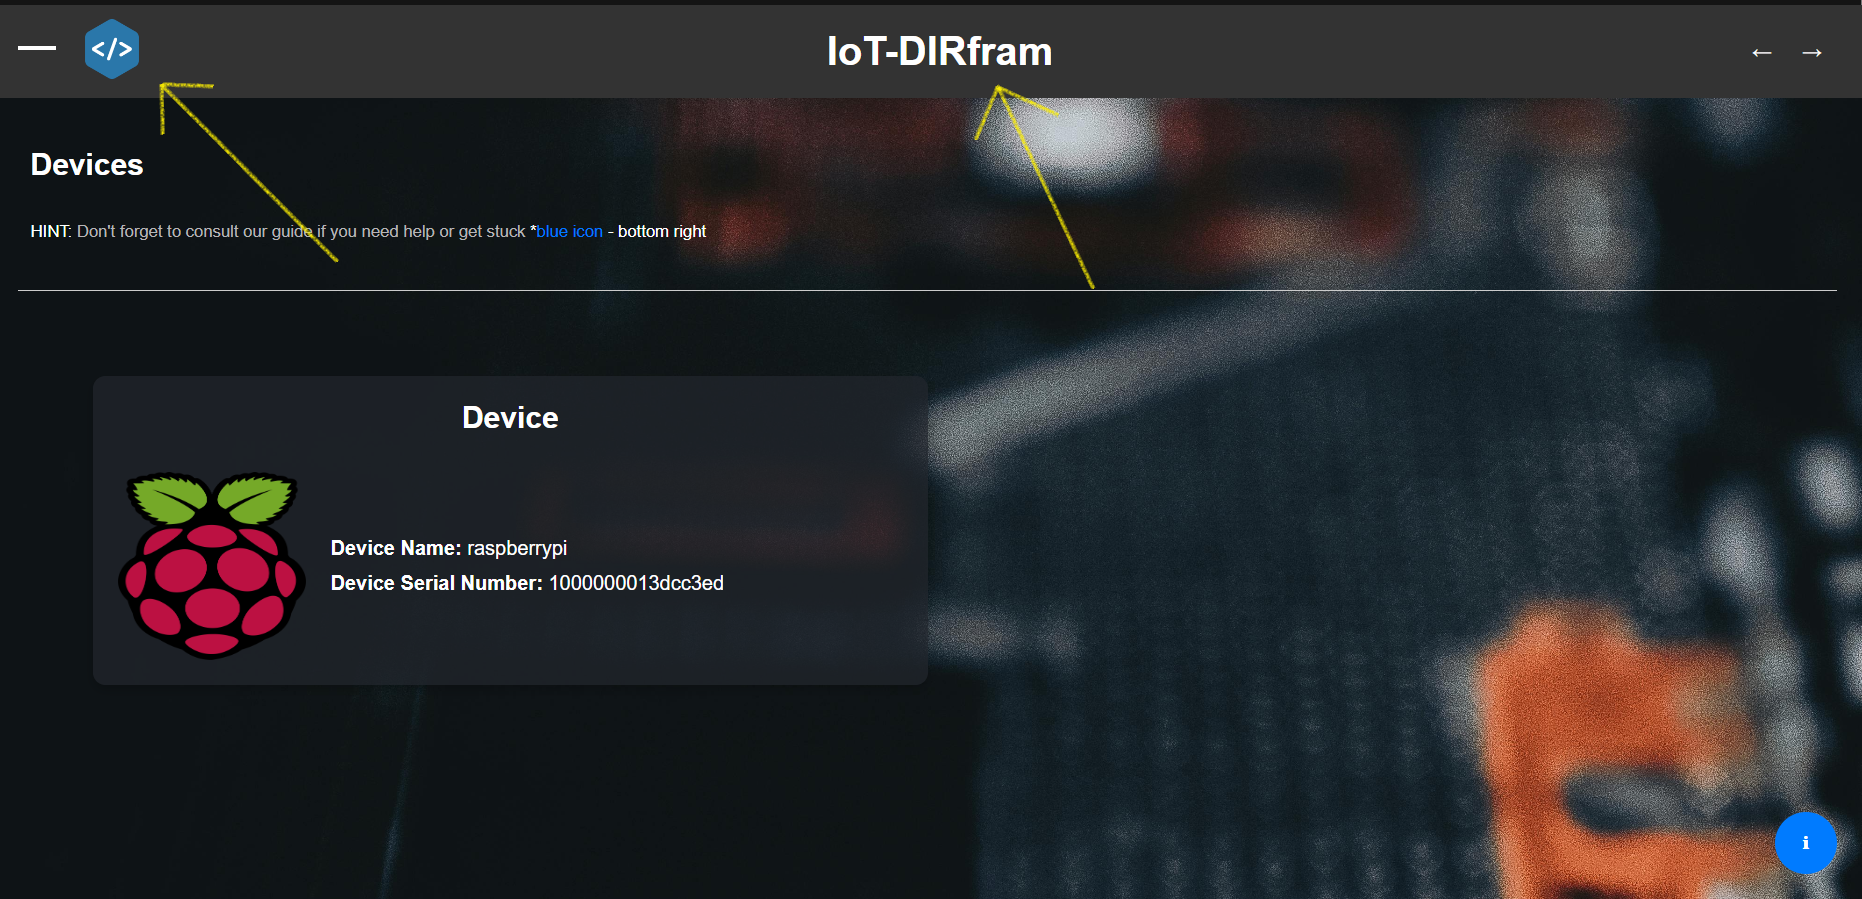 </>
IoT-DIRfram
← →
Devices
HINT: Don't forget to consult our guide if you need help or get stuck *blue icon - bottom right
Device
Device Name: raspberrypi
Device Serial Number: 1000000013dcc3ed
i